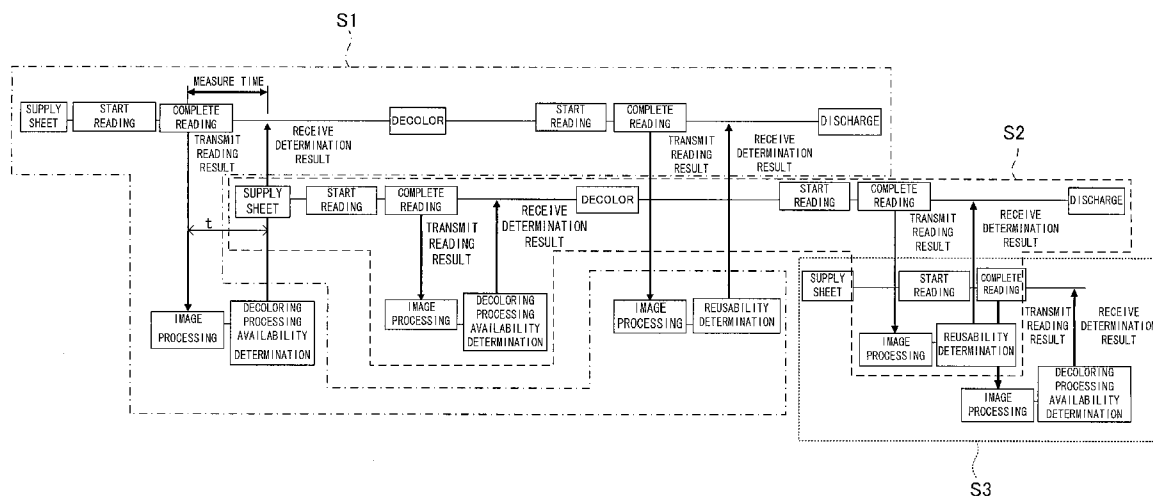 S1
MEASURE TIME
SUPPLY
SHEET
START
READING
COMPLETE
READING
TRANSMIT
READING
RESULT
RECEIVE
DETERMINATION
RESULT
DECOLOR
START
READING
COMPLETE
READING
TRANSMIT
READING
RESULT
RECEIVE
DETERMINATION
RESULT
DISCHARGE
S2
SUPPLY
SHEET
START
READING
COMPLETE
READING
TRANSMIT
READING
RESULT
RECEIVE
DETERMINATION
RESULT
DECOLOR
START
READING
COMPLETE
READING
TRANSMIT
READING
RESULT
RECEIVE
DETERMINATION
RESULT
DISCHARGE
t
IMAGE
PROCESSING
DECOLORING
PROCESSING
AVAILABILITY
DETERMINATION
IMAGE
PROCESSING
DECOLORING
PROCESSING
AVAILABILITY
DETERMINATION
IMAGE
PROCESSING
REUSABILITY
DETERMINATION
SUPPLY
SHEET
START
READING
COMPLETE
READING
TRANSMIT
READING
RESULT
RECEIVE
DETERMINATION
RESULT
IMAGE
PROCESSING
REUSABILITY
DETERMINATION
IMAGE
PROCESSING
DECOLORING
PROCESSING
AVAILABILITY
DETERMINATION
S3